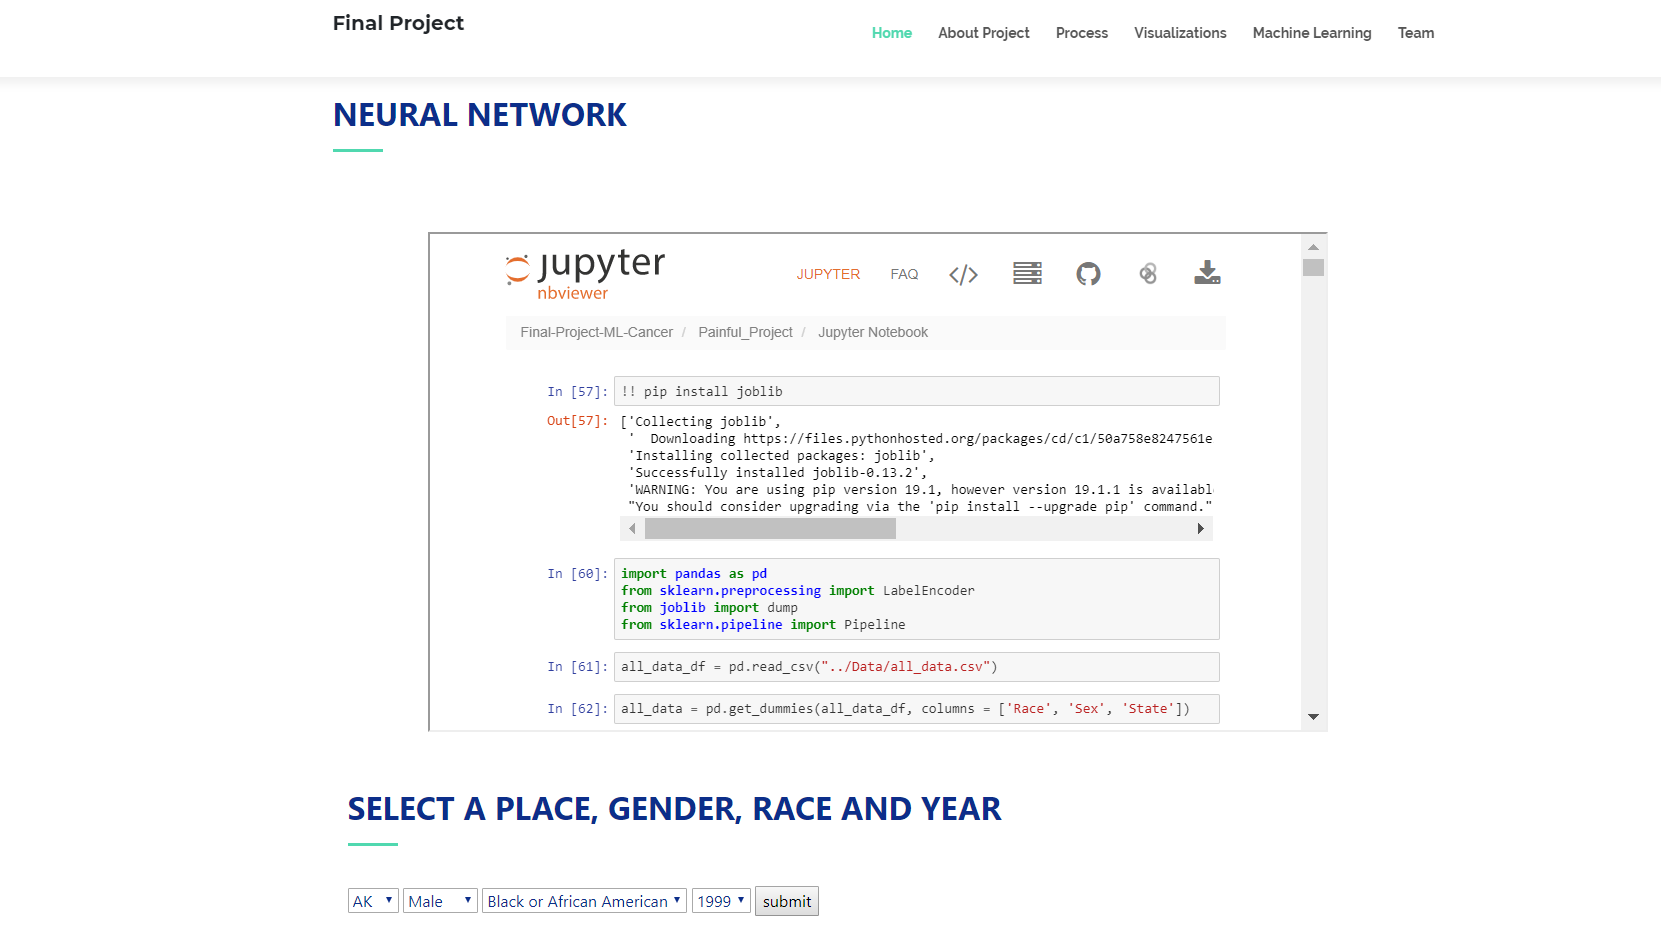 Final Project
Home About Project Process Visualizations Machine Learning Team
NEURAL NETWORK
jupyter
nbviewer
JUPYTER FAQ </>
Final-Project-ML-Cancer / Painful_Project / Jupyter Notebook
In [57]: !! pip install joblib
Out[57]: ['Collecting joblib',
'  Downloading https://files.pythonhosted.org/packages/cd/c1/50a758e8247561e
'Installing collected packages: joblib',
'Successfully installed joblib-0.13.2',
'WARNING: You are using pip version 19.1, however version 19.1.1 is availabl
"You should consider upgrading via the 'pip install --upgrade pip' command."
In [60]: import pandas as pd
from sklearn.preprocessing import LabelEncoder
from joblib import dump
from sklearn.pipeline import Pipeline
In [61]: all_data_df = pd.read_csv("../Data/all_data.csv")
In [62]: all_data = pd.get_dummies(all_data_df, columns = ['Race', 'Sex', 'State'])
SELECT A PLACE, GENDER, RACE AND YEAR
AK Male Black or African American 1999 submit